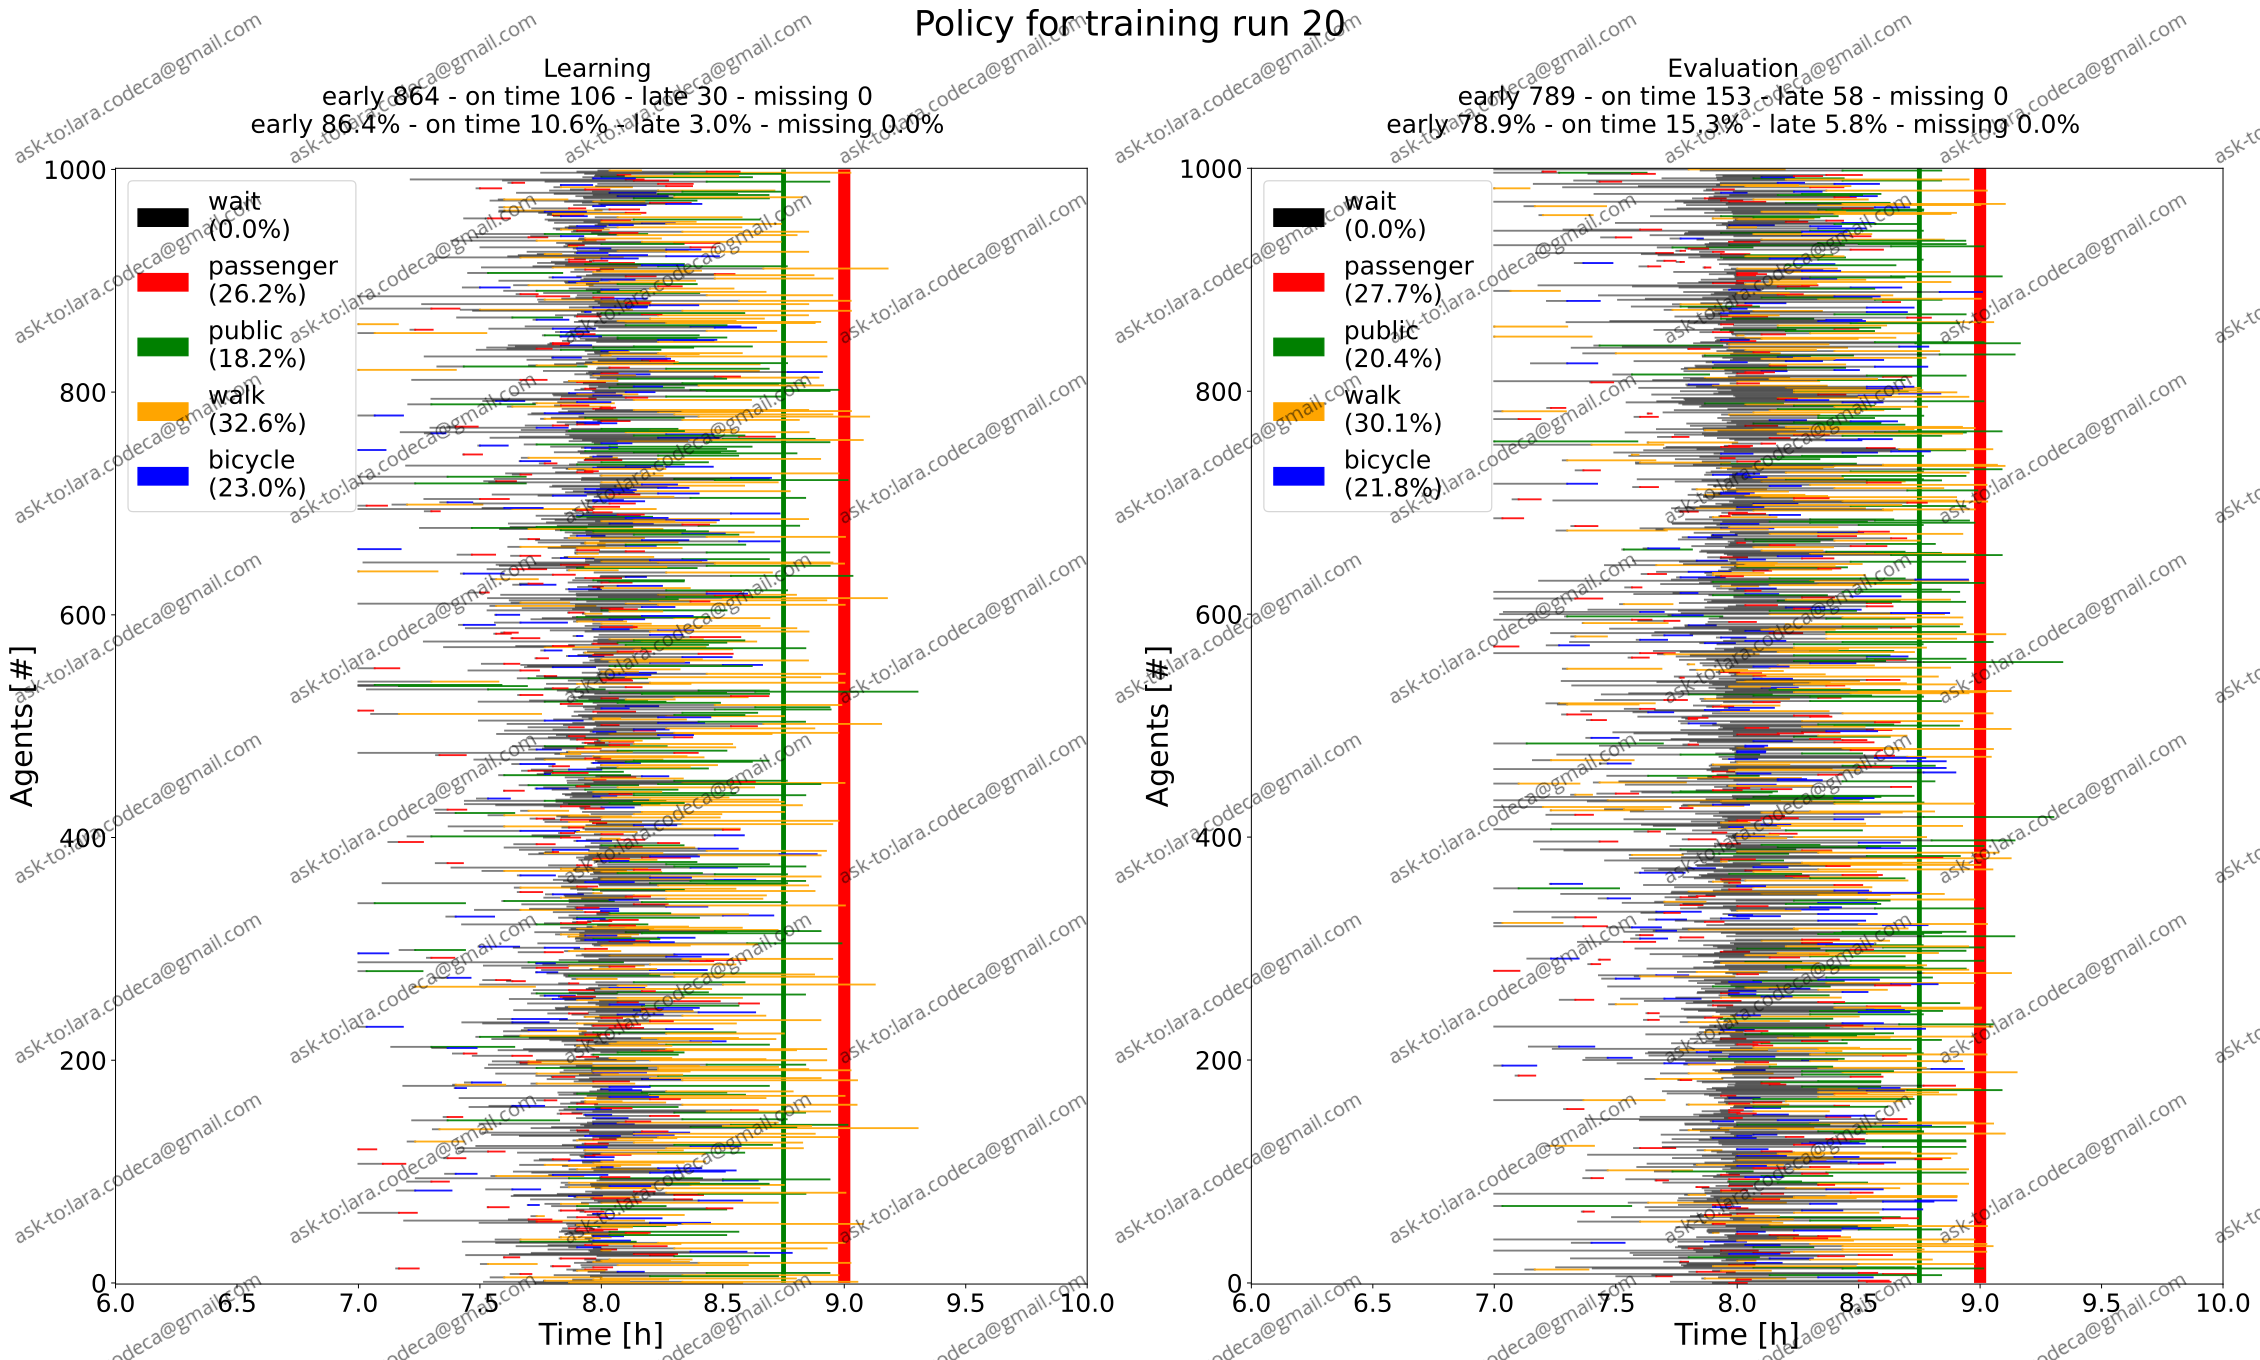 Policy for training run 20
Learning
early 864 - on time 106 - late 30 - missing 0
early 86.4% - on time 10.6% - late 3.0% - missing 0.0%
1000
800
600
400
200
0
Agents [#]
wait
(0.0%)
passenger
(26.2%)
public
(18.2%)
walk
(32.6%)
bicycle
(23.0%)
6.0 6.5 7.0 7.5 8.0 8.5 9.0 9.5 10.0
Time [h]
Evaluation
early 789 - on time 153 - late 58 - missing 0
early 78.9% - on time 15.3% - late 5.8% - missing 0.0%
1000
800
600
400
200
0
Agents [#]
wait
(0.0%)
passenger
(27.7%)
public
(20.4%)
walk
(30.1%)
bicycle
(21.8%)
6.0 6.5 7.0 7.5 8.0 8.5 9.0 9.5 10.0
Time [h]
ask-to:lara.codeca@gmail.com